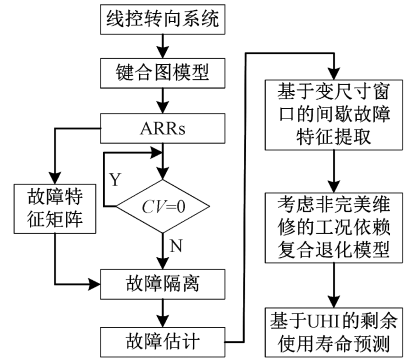 线控转向系统
键合图模型
ARRs
Y
CV=0
N
故障特
征矩阵
故障隔离
故障估计
基于变尺寸窗
口的间歇故障
特征提取
考虑非完美维
修的工况依赖
复合退化模型
基于UHI的剩余
使用寿命预测